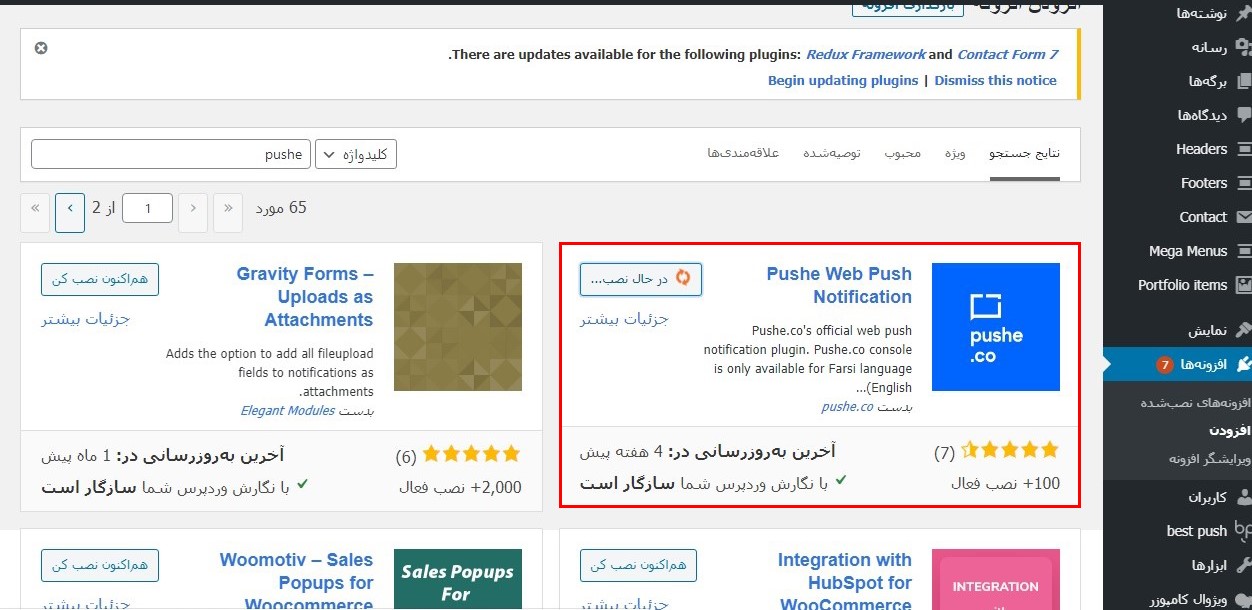 افزودن افزونه بارگذاری افزونه
There are updates available for the following plugins: Redux Framework and Contact Form 7.
Begin updating plugins | Dismiss this notice
نتایج جستجو ویژه محبوب توصیه‌شده علاقه‌مندی‌ها کلیدواژه pushe
65 مورد « ‹ 1 از 2 › »
Pushe Web Push
Notification
در حال نصب...
جزئیات بیشتر
Pushe.co's official web push
notification plugin. Pushe.co console
is only available for Farsi language
(English...
بدست pushe.co
pushe
.co
(7) آخرین به‌روزرسانی در: 4 هفته پیش
100+ نصب فعال با نگارش وردپرس شما سازگار است
Gravity Forms –
Uploads as
Attachments
هم‌اکنون نصب کن
جزئیات بیشتر
Adds the option to add all fileupload
fields to notifications as
attachments.
بدست Elegant Modules
(6) آخرین به‌روزرسانی در: 1 ماه پیش
2,000+ نصب فعال با نگارش وردپرس شما سازگار است
Integration with
HubSpot for
WooCommerce
هم‌اکنون نصب کن
جزئیات بیشتر
INTEGRATION
Woomotiv – Sales
Popups for
Woocommerce
هم‌اکنون نصب کن
جزئیات بیشتر
Sales Popups
For
نوشته‌ها
رسانه
برگه‌ها
دیدگاه‌ها
Headers
Footers
Contact
Mega Menus
Portfolio items
نمایش
افزونه‌ها 7
افزونه‌های نصب‌شده
افزودن
ویرایشگر افزونه
کاربران
best push
ابزارها
ویژوال کامپوزر